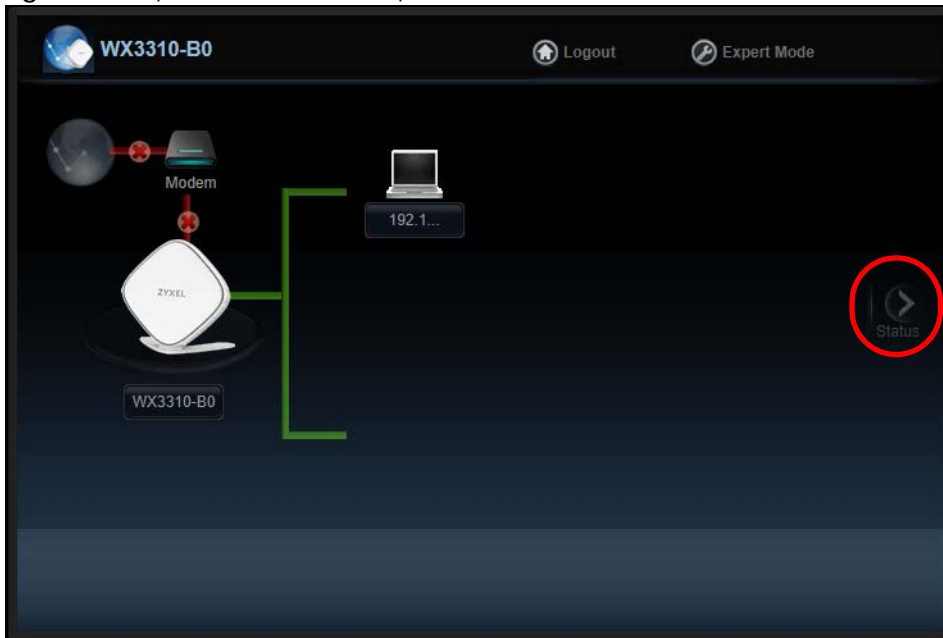 WX3310-B0
Logout
Expert Mode
Modem
192.1...
ZYXEL
Status
WX3310-B0